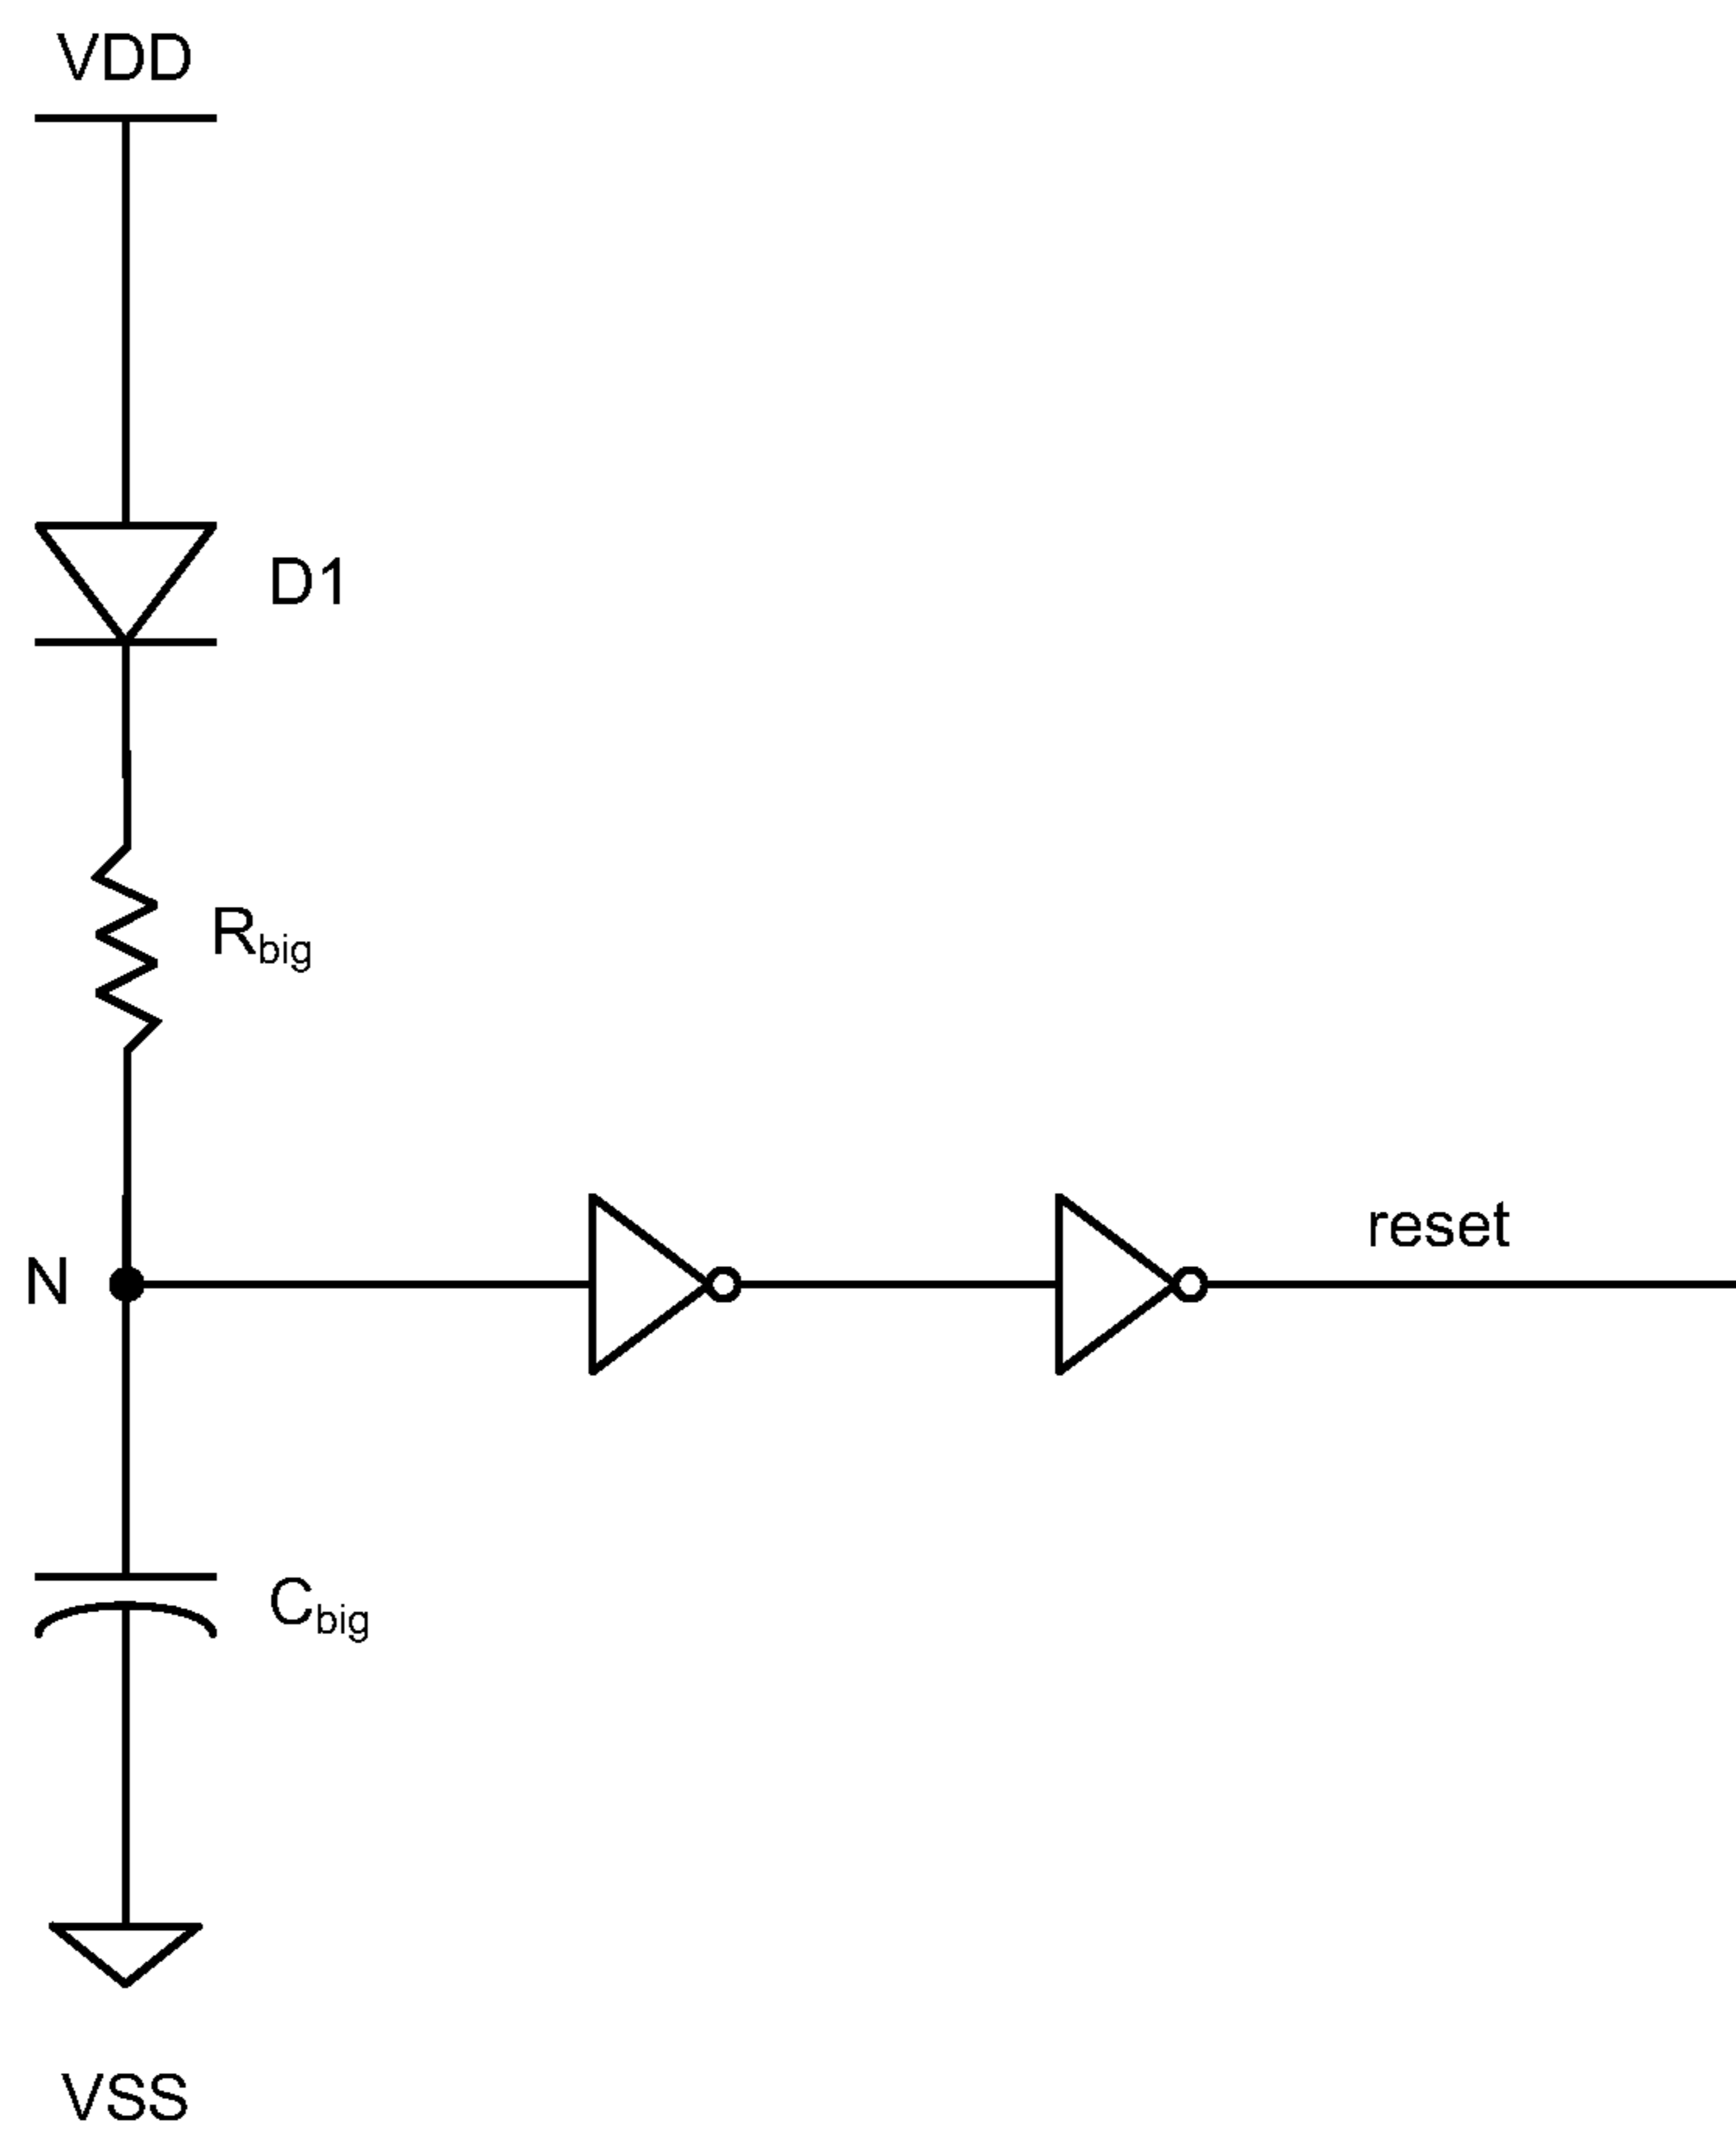 VDD
D1
Rbig
N
reset
Cbig
VSS